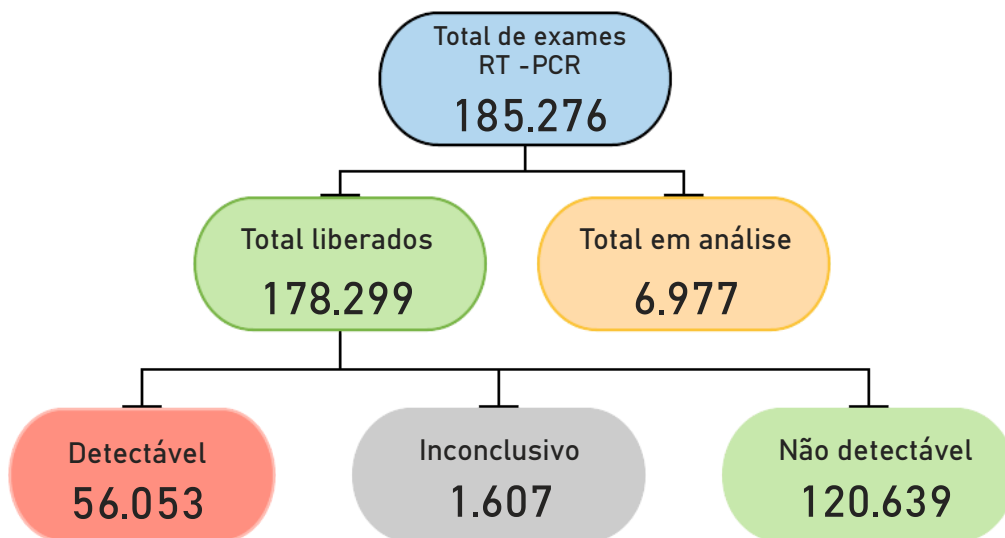 Total de exames
RT -PCR
185.276
Total liberados
178.299
Total em análise
6.977
Detectável
56.053
Inconclusivo
1.607
Não detectável
120.639